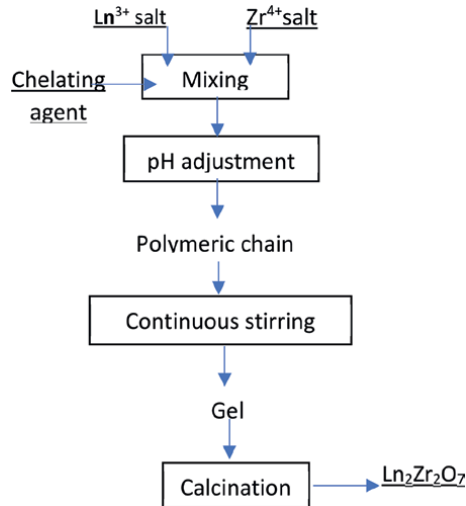 Ln³⁺ salt
Zr⁴⁺salt
Chelating
agent
Mixing
pH adjustment
Polymeric chain
Continuous stirring
Gel
Calcination
Ln₂Zr₂O₇